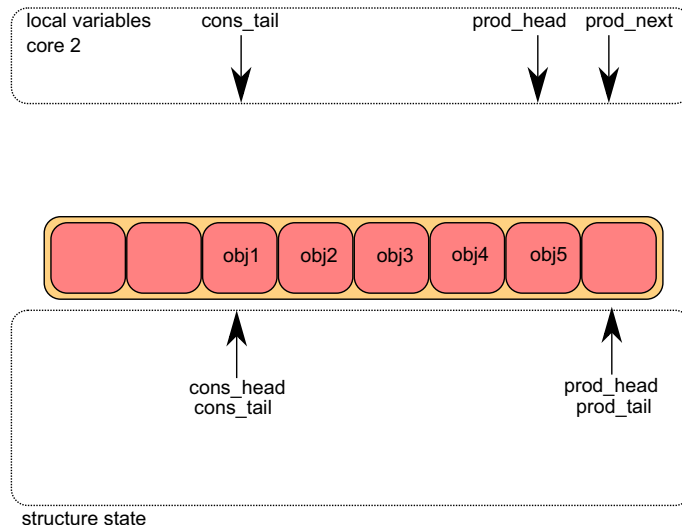 local variables
core 2
cons_tail
prod_head
prod_next
obj1
obj2
obj3
obj4
obj5
cons_head
cons_tail
prod_head
prod_tail
structure state